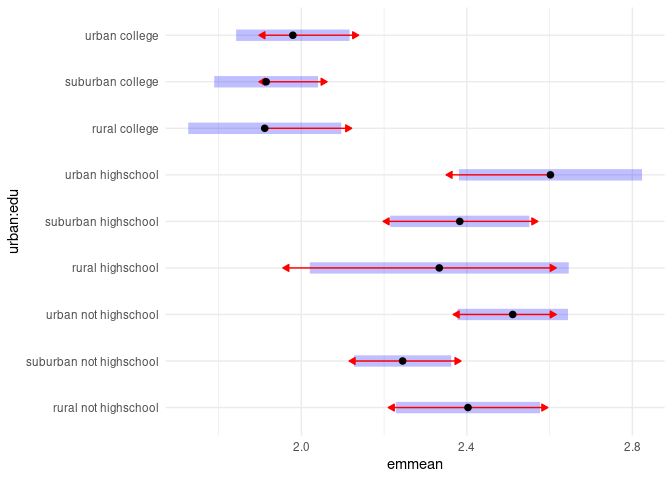 urban:edu
urban college
suburban college
rural college
urban highschool
suburban highschool
rural highschool
urban not highschool
suburban not highschool
rural not highschool
2.0 2.4 2.8
emmean